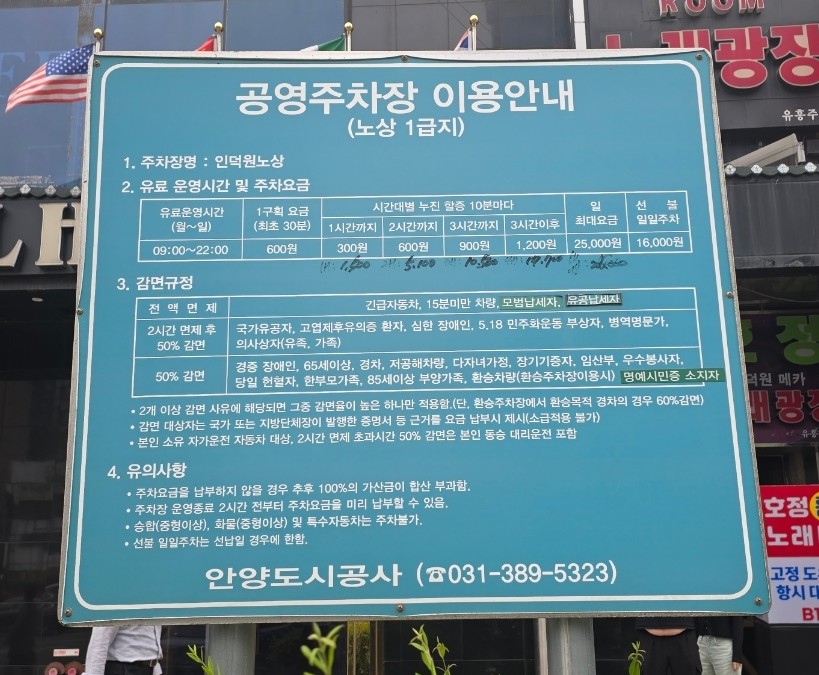 ROOM
노래광장
유흥주
공영주차장 이용안내
(노상 1급지)
1. 주차장명 : 인덕원노상
2. 유료 운영시간 및 주차요금
유료운영시간 (월~일) 1구획 요금 (최초 30분) 시간대별 누진 할증 10분마다 일 최대요금 선 불 일일주차
1시간까지 2시간까지 3시간까지 3시간이후
09:00~22:00 600원 300원 600원 900원 1,200원 25,000원 16,000원
1,500 5,100 10,500
3. 감면규정
전 액 면 제 긴급자동차, 15분미만 차량, 모범납세자, 유공납세자
2시간 면제 후 50% 감면 국가유공자, 고엽제후유의증 환자, 심한 장애인, 5.18 민주화운동 부상자, 병역명문가,
의사상자(유족, 가족)
50% 감면 경증 장애인, 65세이상, 경차, 저공해차량, 다자녀가정, 장기기증자, 임산부, 우수봉사자,
당일 헌혈자, 한부모가족, 85세이상 부양가족, 환승차량(환승주차장이용시) 명예시민증 소지자
• 2개 이상 감면 사유에 해당되면 그중 감면율이 높은 하나만 적용함.(단, 환승주차장에서 환승목적 경차의 경우 60%감면)
• 감면 대상자는 국가 또는 지방단체장이 발행한 증명서 등 근거를 요금 납부시 제시(소급적용 불가)
• 본인 소유 자가운전 자동차 대상, 2시간 면제 초과시간 50% 감면은 본인 동승 대리운전 포함
4. 유의사항
• 주차요금을 납부하지 않을 경우 추후 100%의 가산금이 합산 부과함.
• 주차장 운영종료 2시간 전부터 주차요금을 미리 납부할 수 있음.
• 승합(중형이상), 화물(중형이상) 및 특수자동차는 주차불가.
• 선불 일일주차는 선납일 경우에 한함.
안양도시공사 (☎031-389-5323)
호정
노래
고정 도
항시 대